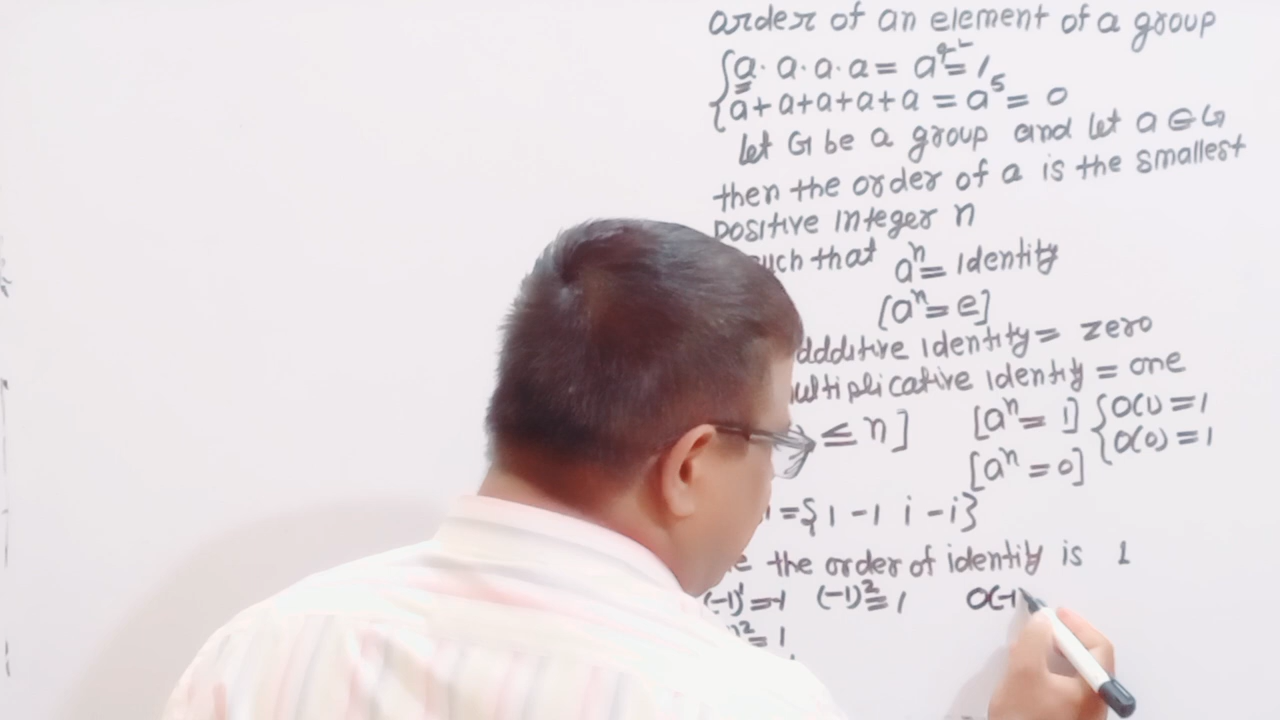 order of an element of a group
a · a · a · a = a⁴ = 1
a + a + a + a + a = a⁵ = 0
let G be a group and let a ∈ G
then the order of a is the smallest
positive integer n
such that aⁿ = identity
[aⁿ = e]
additive identity = zero
multiplicative identity = one
≤ n] [aⁿ = 1] { O(1) = 1
[aⁿ = 0] O(0) = 1
= {1 -1 i -i}
the order of identity is 1
(-1)¹ = -1 (-1)² = 1 O(-1
² = 1